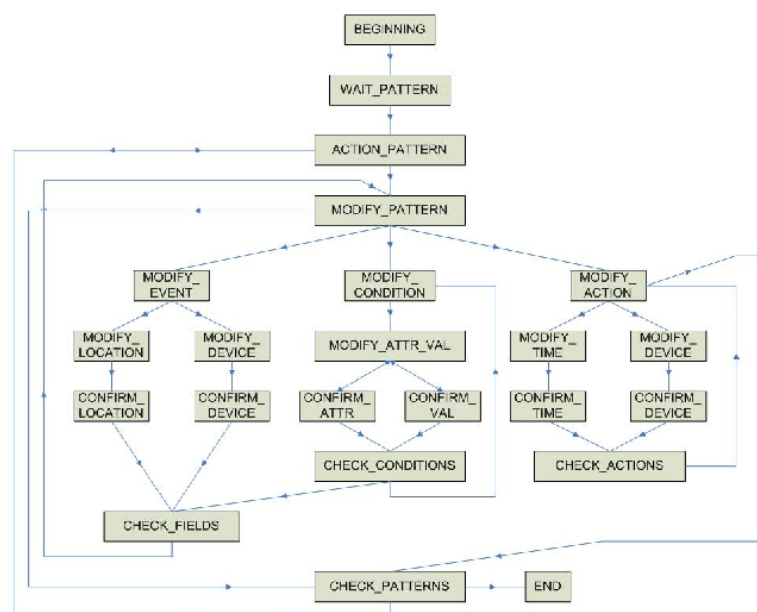 BEGINNING
WAIT_PATTERN
ACTION_PATTERN
MODIFY_PATTERN
MODIFY_
EVENT
MODIFY_
CONDITION
MODIFY_
ACTION
MODIFY_
LOCATION
MODIFY_
DEVICE
MODIFY_ATTR_VAL
MODIFY_
TIME
MODIFY_
DEVICE
CONFIRM_
LOCATION
CONFIRM_
DEVICE
CONFIRM_
ATTR
CONFIRM_
VAL
CONFIRM_
TIME
CONFIRM_
DEVICE
CHECK_CONDITIONS
CHECK_ACTIONS
CHECK_FIELDS
CHECK_PATTERNS
END